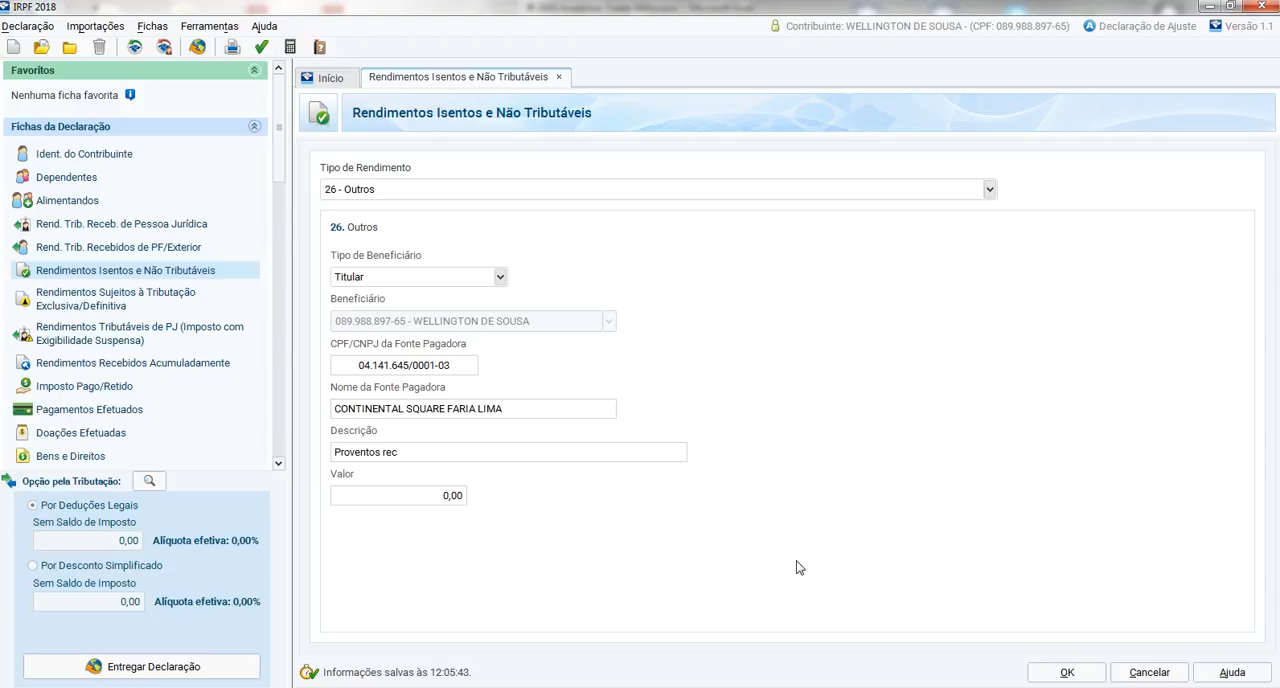 IRPF 2018
Declaração Importações Fichas Ferramentas Ajuda
Contribuinte: WELLINGTON DE SOUSA - (CPF: 089.988.897-65) Declaração de Ajuste Versão 1.1
Favoritos
Nenhuma ficha favorita
Fichas da Declaração
Ident. do Contribuinte
Dependentes
Alimentandos
Rend. Trib. Receb. de Pessoa Jurídica
Rend. Trib. Recebidos de PF/Exterior
Rendimentos Isentos e Não Tributáveis
Rendimentos Sujeitos à Tributação
Exclusiva/Definitiva
Rendimentos Tributáveis de PJ (Imposto com
Exigibilidade Suspensa)
Rendimentos Recebidos Acumuladamente
Imposto Pago/Retido
Pagamentos Efetuados
Doações Efetuadas
Bens e Direitos
Opção pela Tributação:
Por Deduções Legais
Sem Saldo de Imposto
0,00 Alíquota efetiva: 0,00%
Por Desconto Simplificado
Sem Saldo de Imposto
0,00 Alíquota efetiva: 0,00%
Entregar Declaração
Início
Rendimentos Isentos e Não Tributáveis ×
Rendimentos Isentos e Não Tributáveis
Tipo de Rendimento
26 - Outros
26. Outros
Tipo de Beneficiário
Titular
Beneficiário
089.988.897-65 - WELLINGTON DE SOUSA
CPF/CNPJ da Fonte Pagadora
04.141.645/0001-03
Nome da Fonte Pagadora
CONTINENTAL SQUARE FARIA LIMA
Descrição
Proventos rec
Valor
0,00
Informações salvas às 12:05:43.
OK Cancelar Ajuda